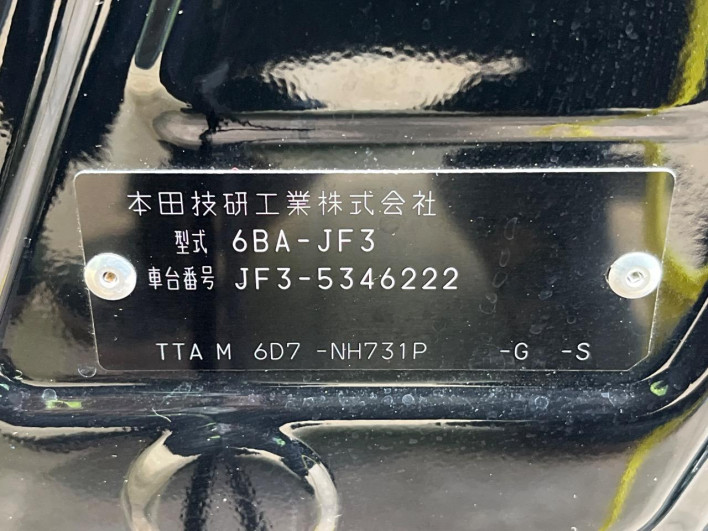 本田技研工業株式会社
型式 6BA-JF3
車台番号 JF3-5346222
TTA M 6D7 -NH731P -G -S